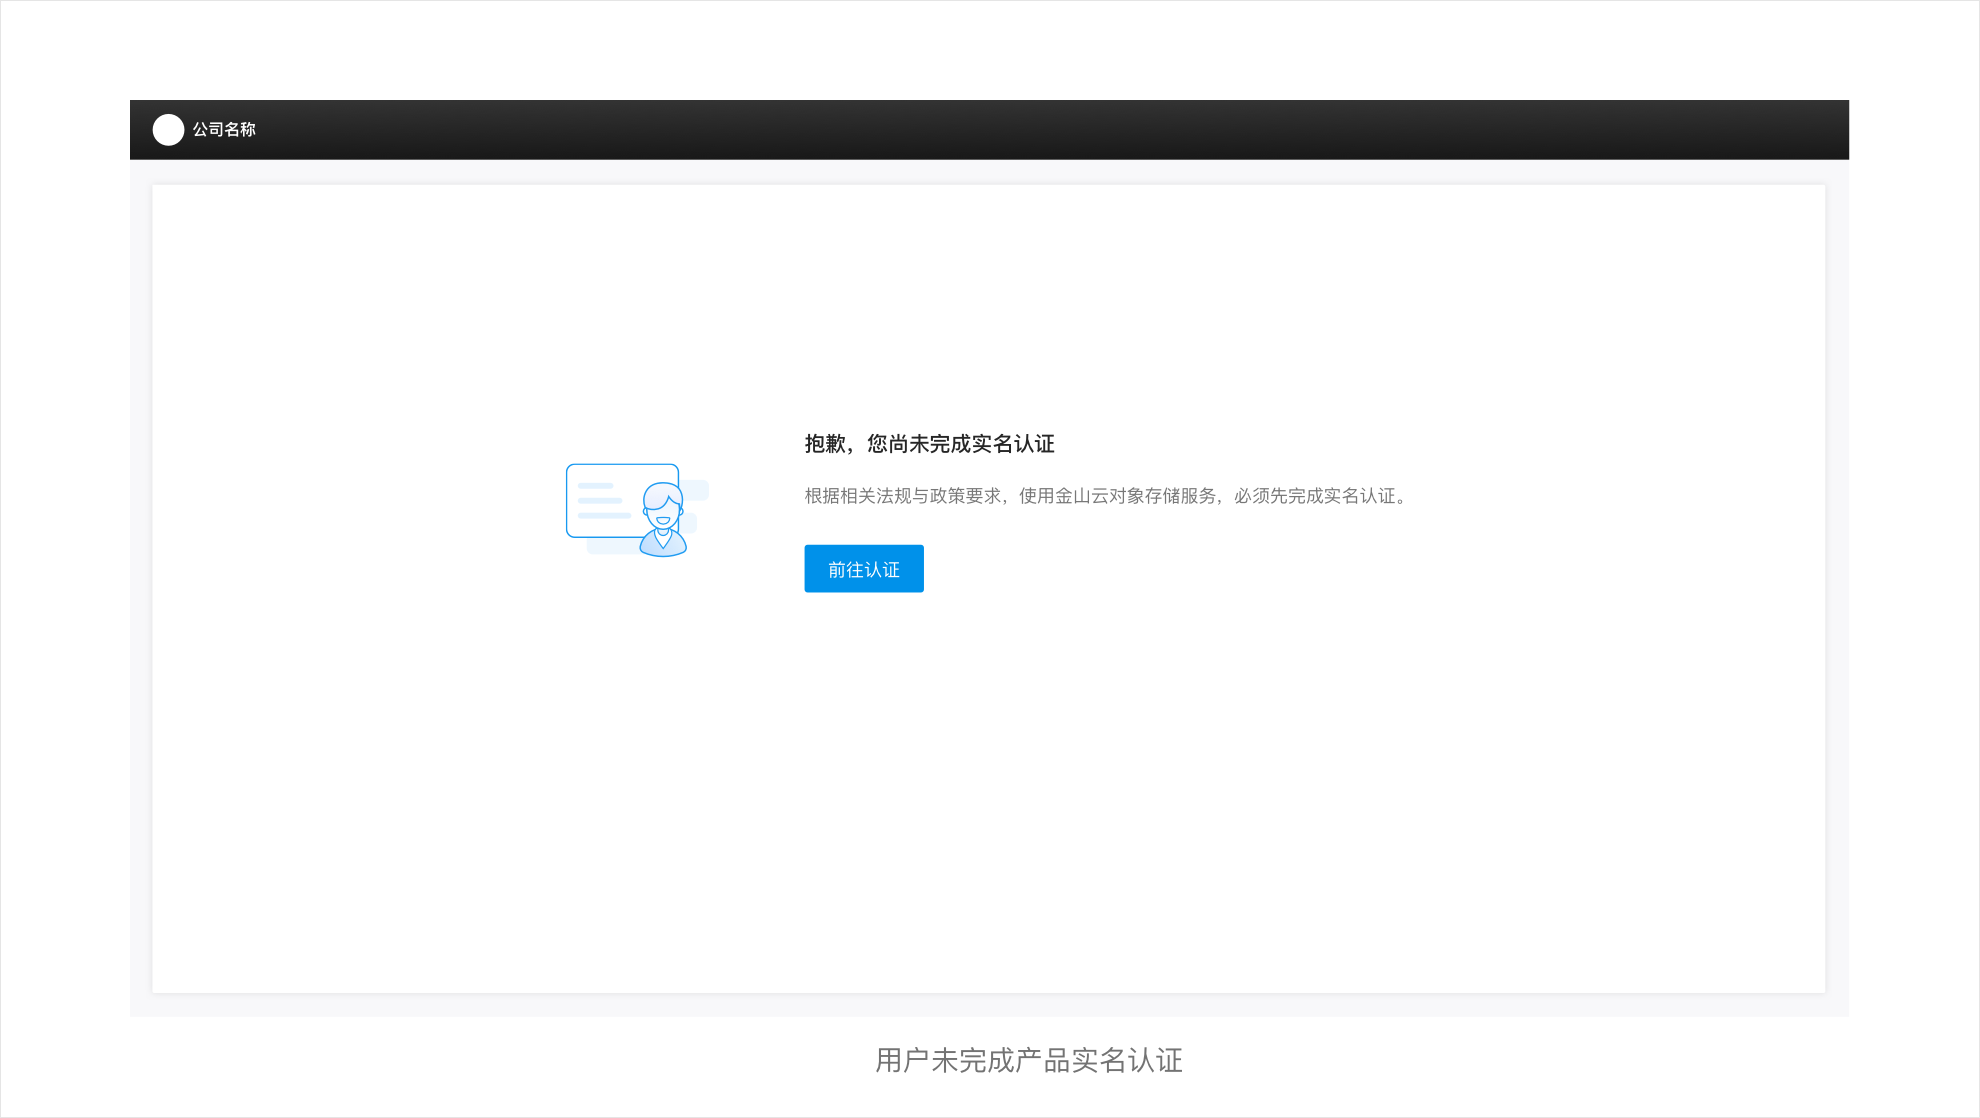 公司名称
抱歉，您尚未完成实名认证
根据相关法规与政策要求，使用金山云对象存储服务，必须先完成实名认证。
前往认证
用户未完成产品实名认证